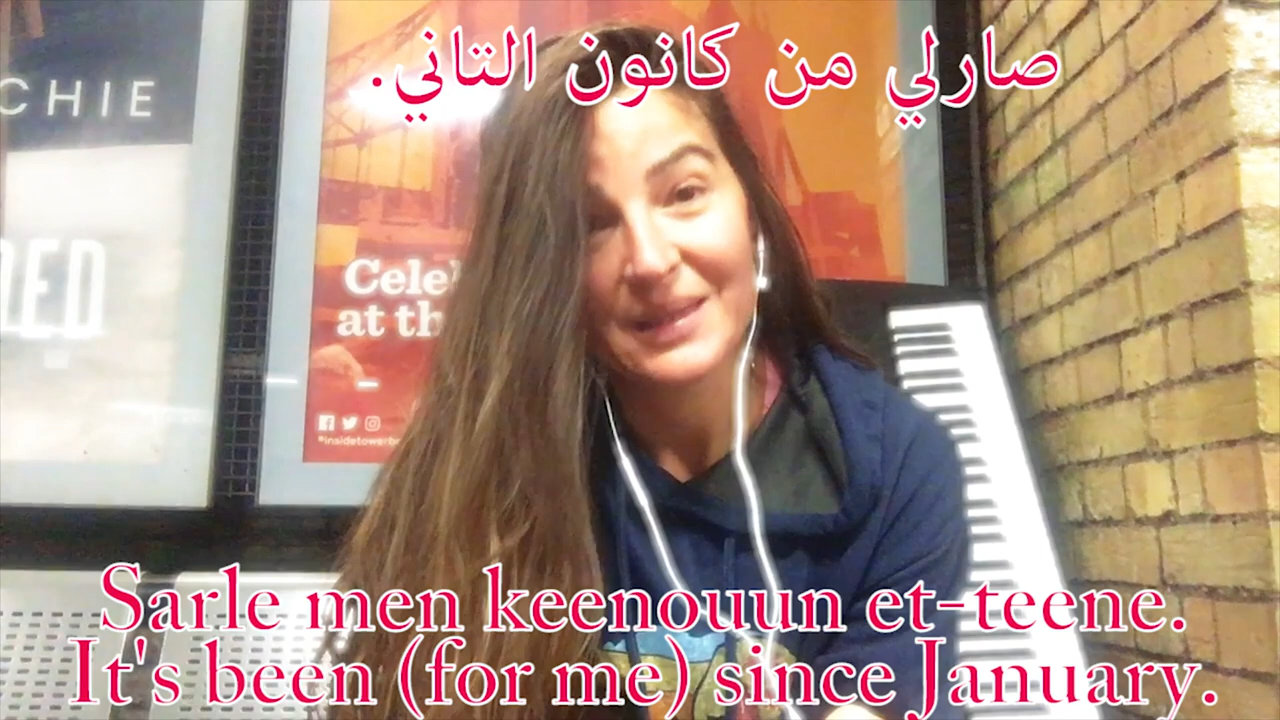 صارلي من كانون التاني.
CHIE
Cele
at th
Sarle men keenouun et-teene.
It's been (for me) since January.